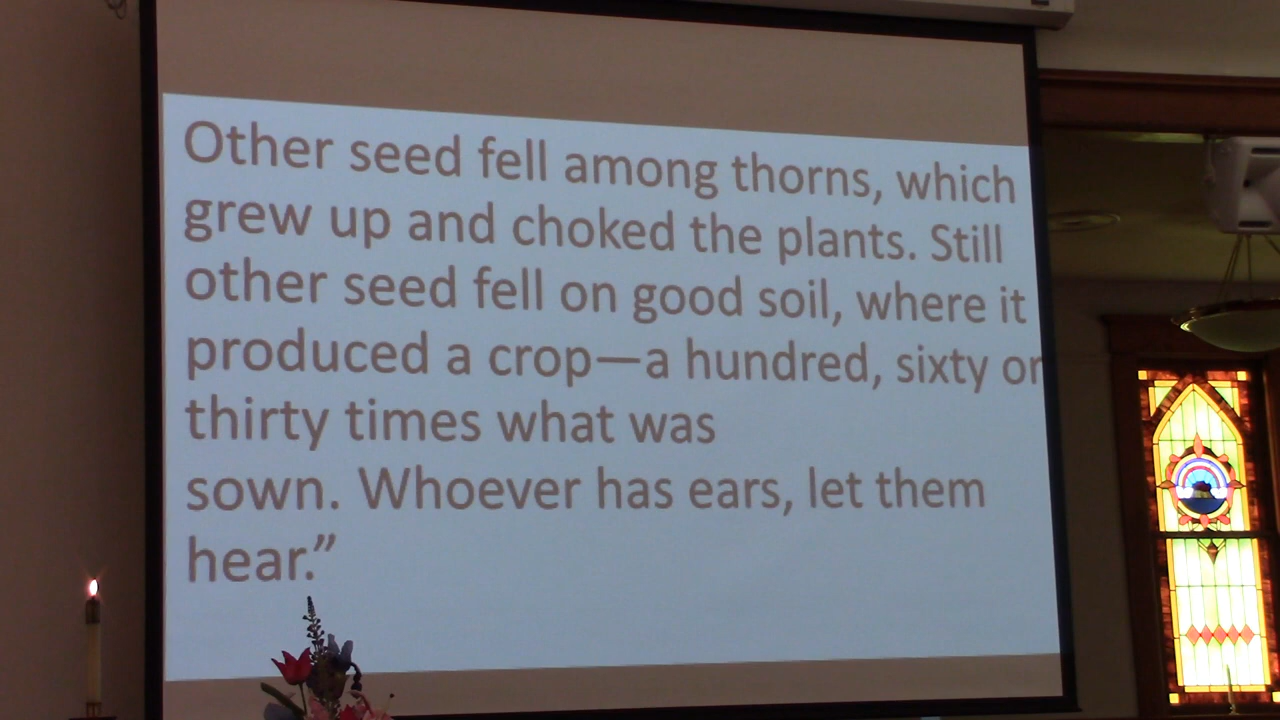 Other seed fell among thorns, which
grew up and choked the plants. Still
other seed fell on good soil, where it
produced a crop—a hundred, sixty or
thirty times what was
sown. Whoever has ears, let them
hear.”